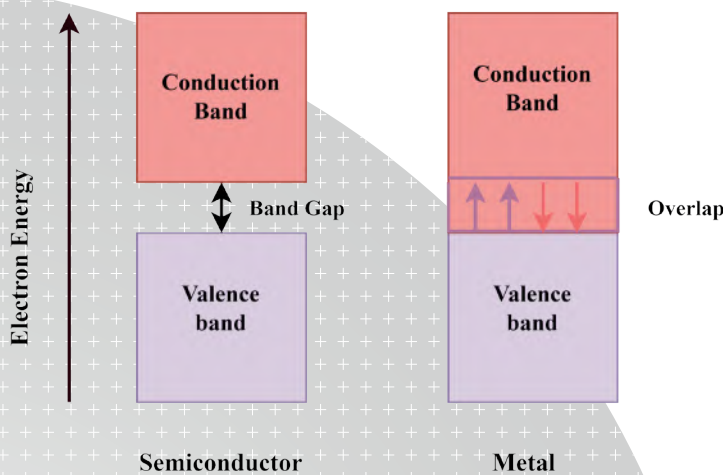 Electron Energy
Conduction
Band
Band Gap
Valence
band
Semiconductor
Conduction
Band
Overlap
Valence
band
Metal